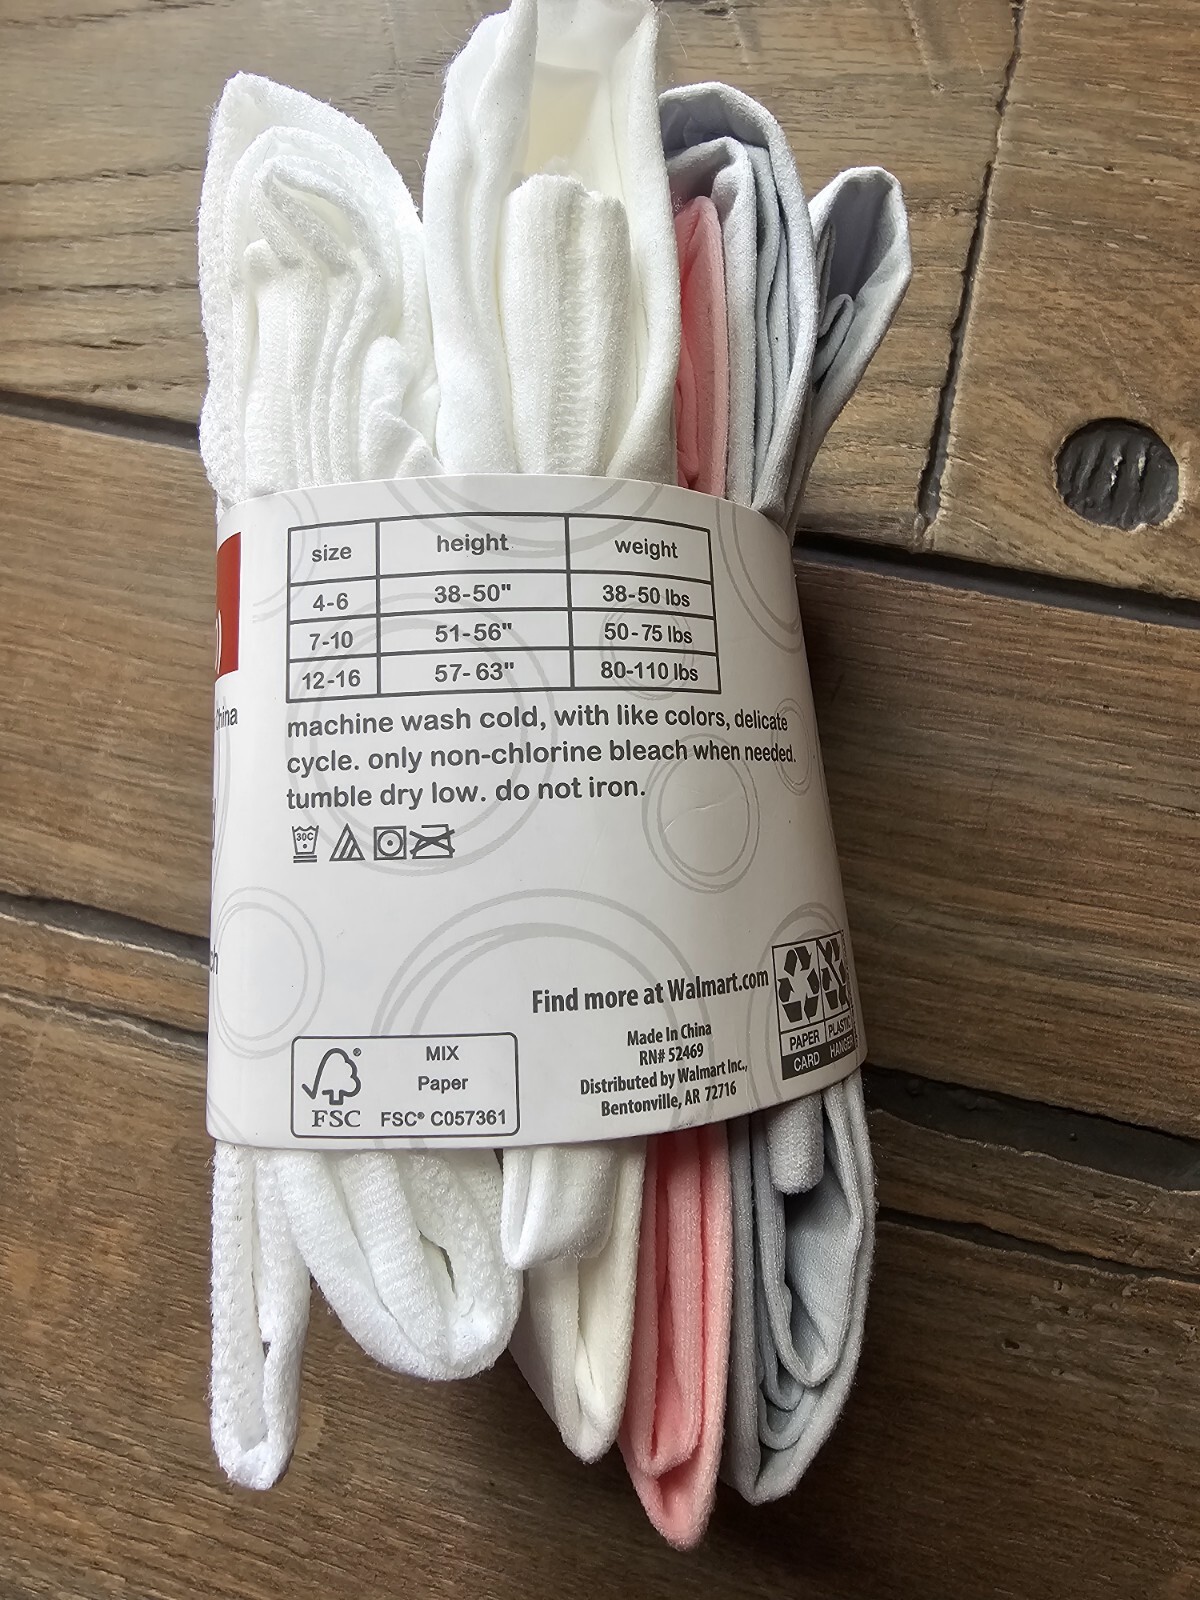 size height weight
4-6 38-50" 38-50 lbs
7-10 51-56" 50-75 lbs
12-16 57-63" 80-110 lbs
machine wash cold, with like colors, delicate
cycle. only non-chlorine bleach when needed.
tumble dry low. do not iron.
30C
Find more at Walmart.com
Made In China
RN# 52469
Distributed by Walmart Inc.,
Bentonville, AR 72716
MIX
Paper
FSC® C057361
FSC
PAPER PLASTIC
CARD HANGER